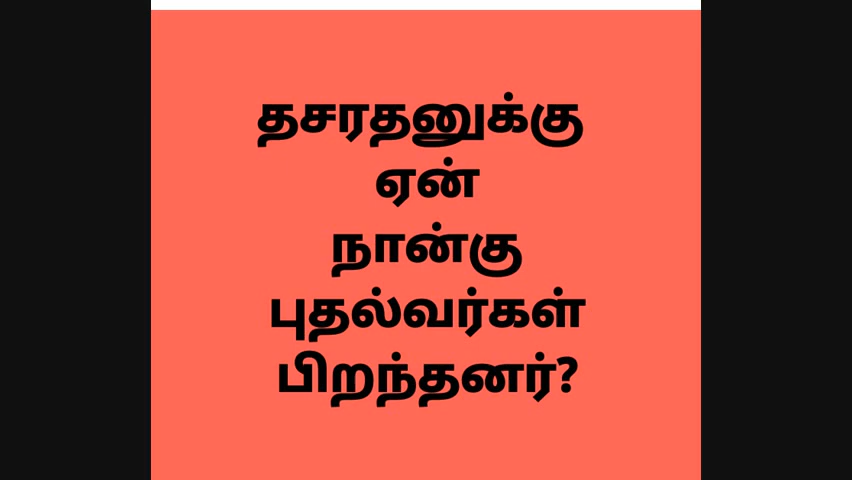 தசரதனுக்கு
ஏன்
நான்கு
புதல்வர்கள்
பிறந்தனர்?